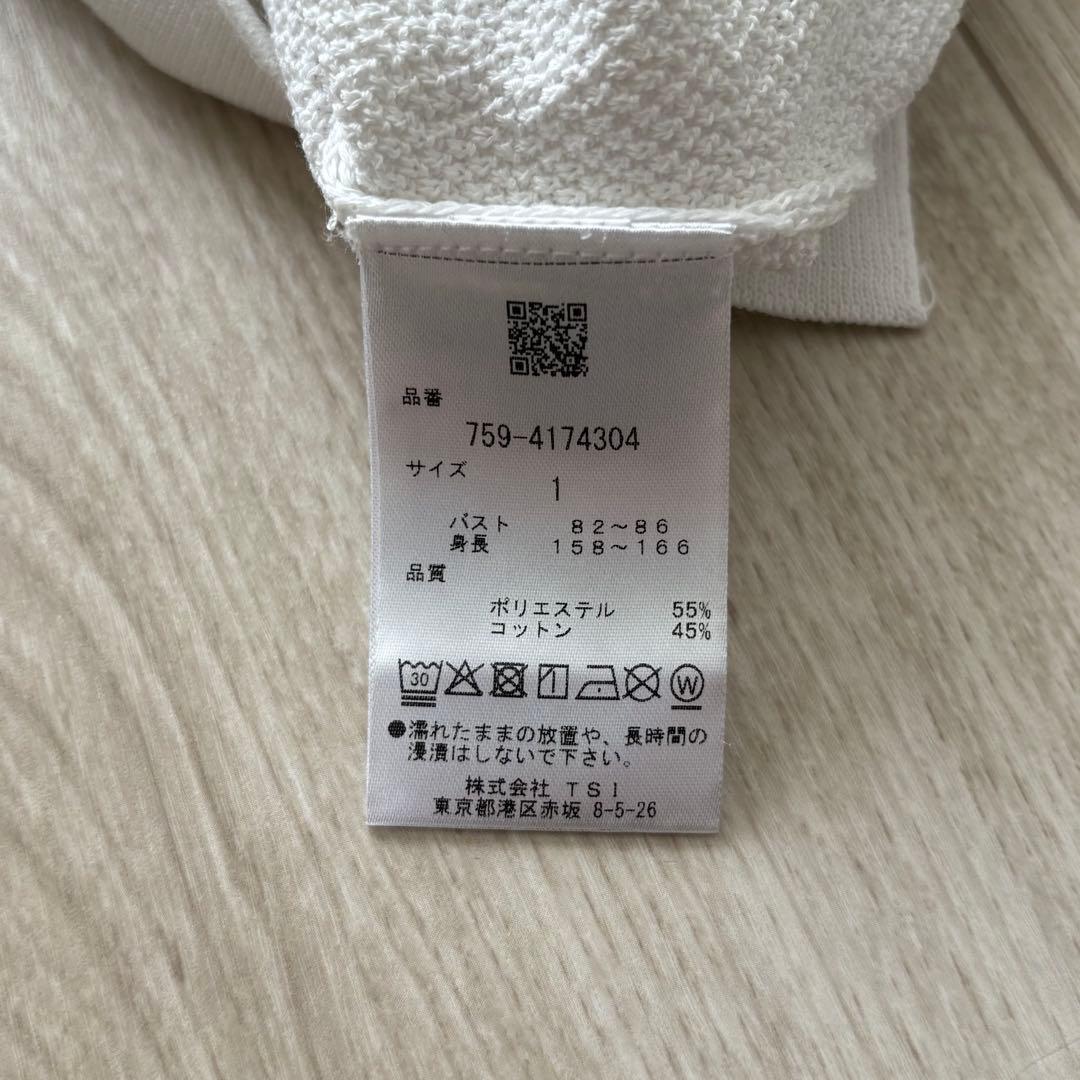 品番
759-4174304
サイズ
1
バスト 82～86
身長 158～166
品質
ポリエステル 55%
コットン 45%
30 W
●濡れたままの放置や、長時間の
浸漬はしないで下さい。
株式会社 TSI
東京都港区赤坂 8-5-26